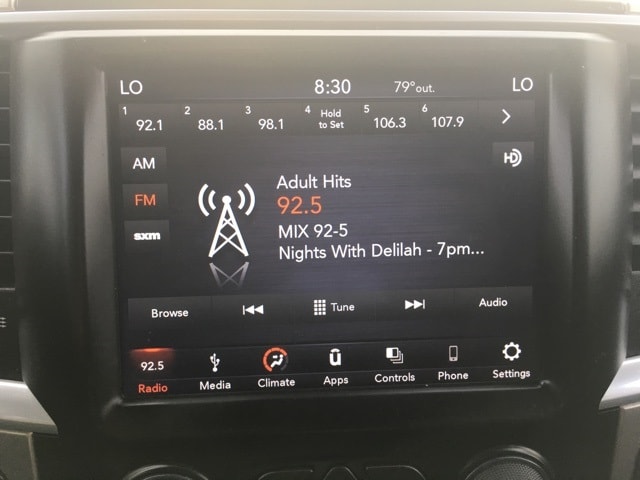 LO 8:30 79° out. LO
1 92.1 2 88.1 3 98.1 4 Hold to Set 5 106.3 6 107.9 >
AM
HD
FM
sxm
Adult Hits
92.5
MIX 92-5
Nights With Delilah - 7pm...
Browse Tune Audio
92.5
Radio Media Climate Apps Controls Phone Settings